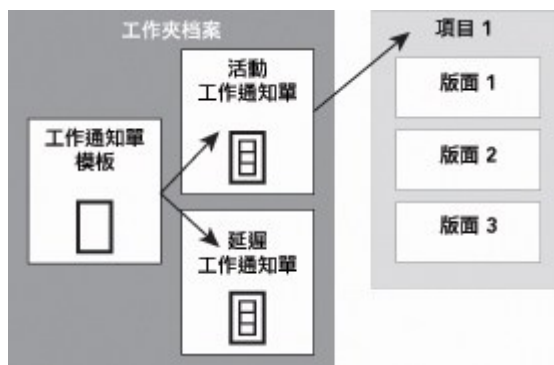 工作夾档案
工作通知單
模板
活動
工作通知單
延遲
工作通知單
項目 1
版面 1
版面 2
版面 3